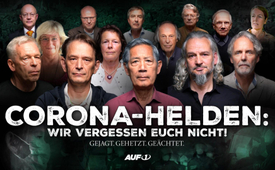 CORONA-HELDEN:
WIR VERGESSEN EUCH NICHT!
GEJAGT. GEHETZT. GEÄCHTET.
AUF1